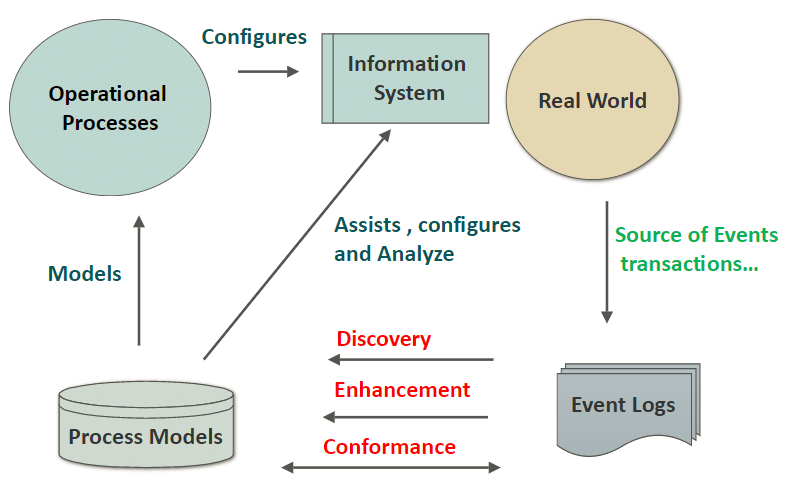 Configures
Operational
Processes
Information
System
Real World
Assists , configures
and Analyze
Source of Events
transactions...
Models
Discovery
Enhancement
Conformance
Process Models
Event Logs